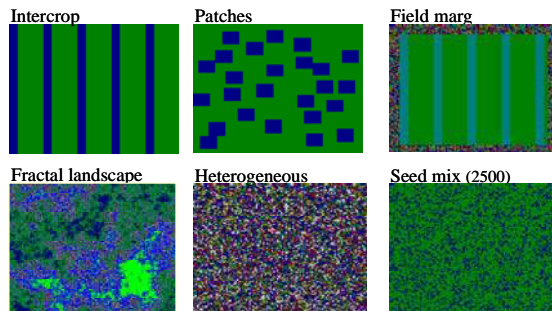 Intercrop
Patches
Field marg
Fractal landscape
Heterogeneous
Seed mix (2500)